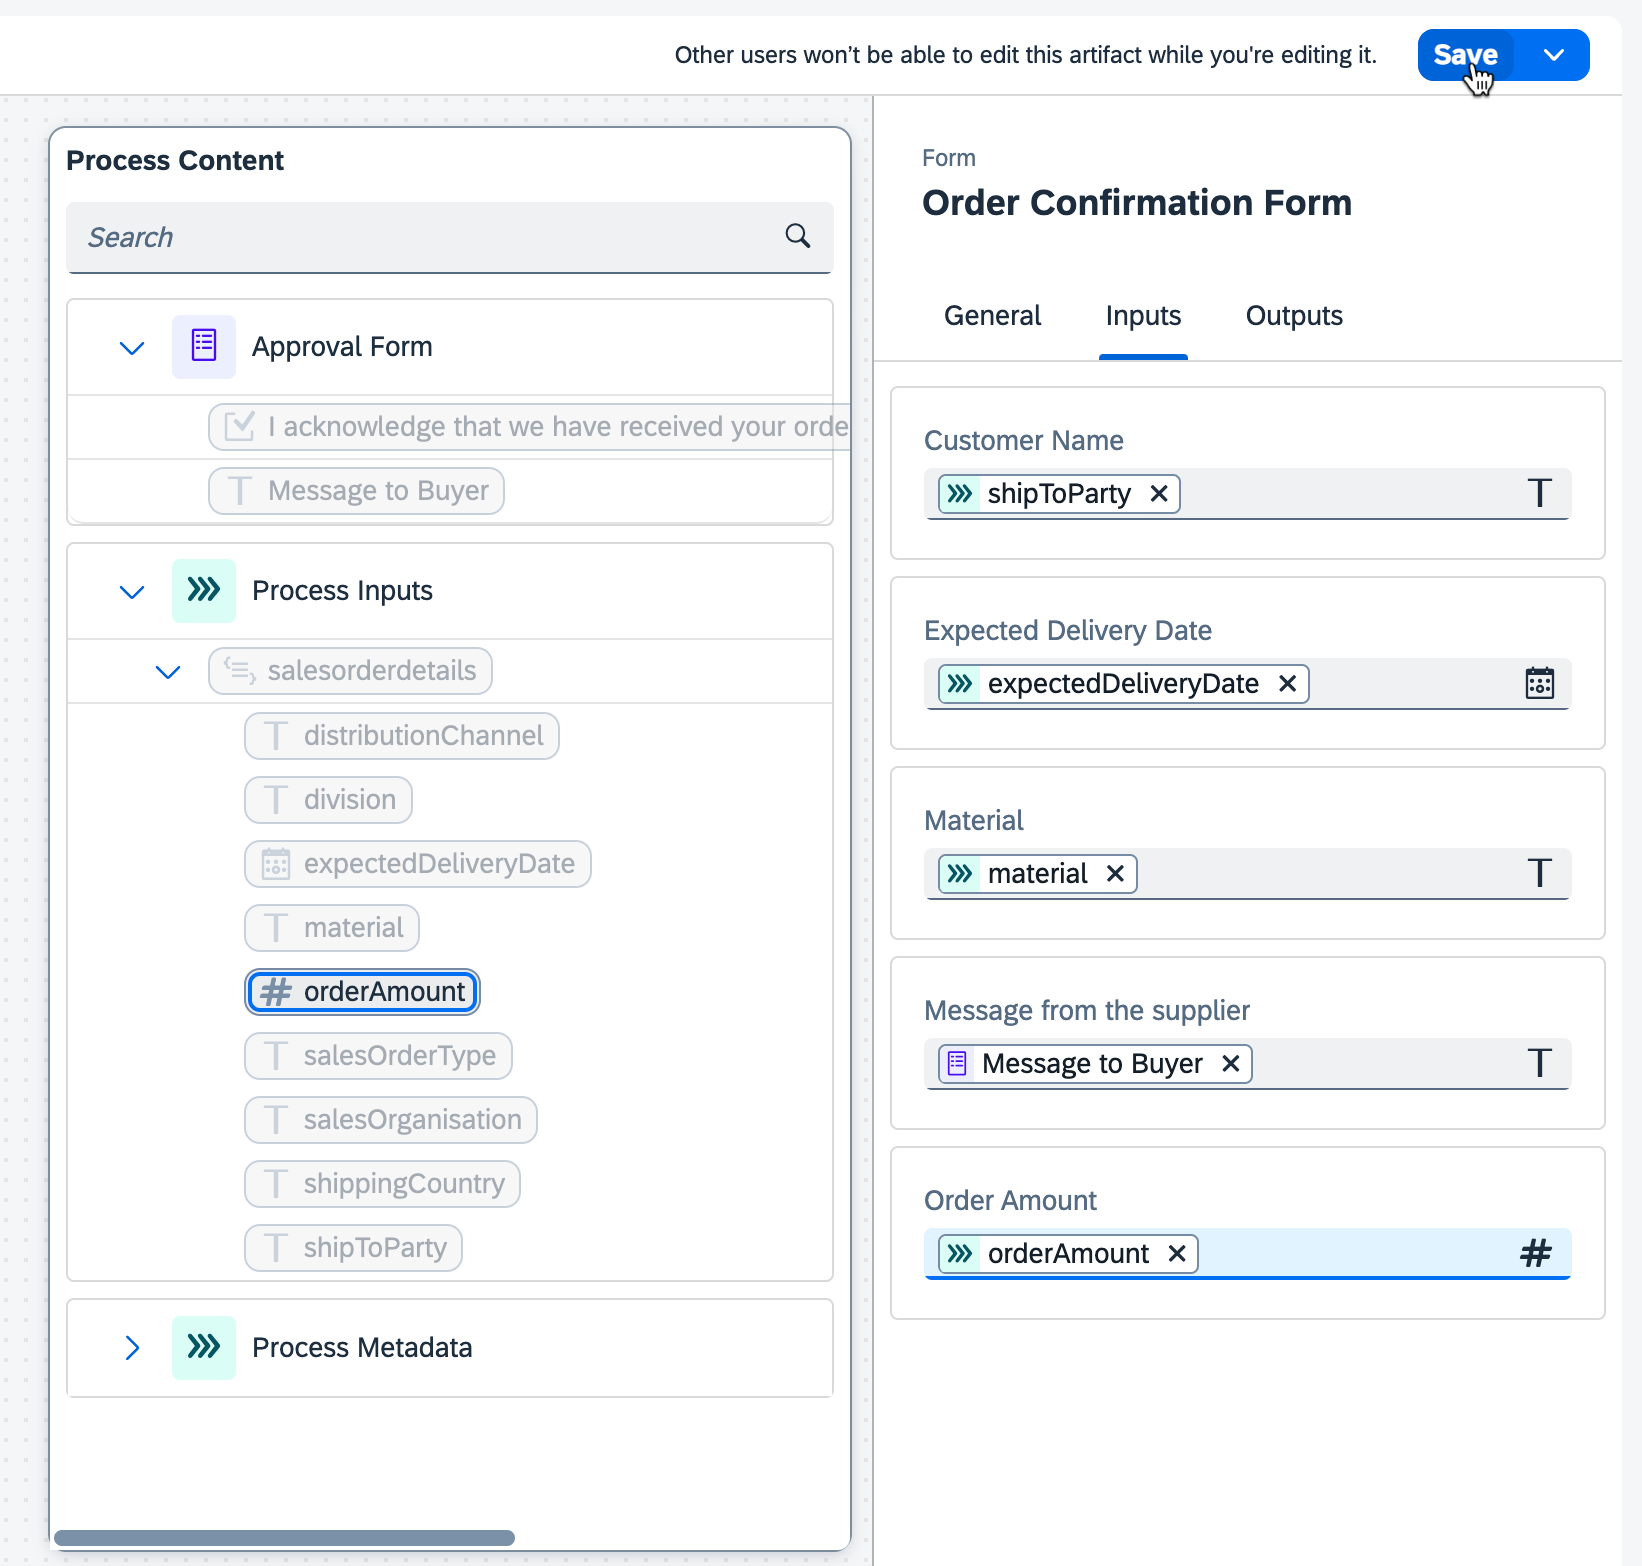 Other users won't be able to edit this artifact while you're editing it.
Save
Process Content
Search
Approval Form
I acknowledge that we have received your orde
Message to Buyer
Process Inputs
salesorderdetails
distributionChannel
division
expectedDeliveryDate
material
orderAmount
salesOrderType
salesOrganisation
shippingCountry
shipToParty
Process Metadata
Form
Order Confirmation Form
General Inputs Outputs
Customer Name
shipToParty
Expected Delivery Date
expectedDeliveryDate
Material
material
Message from the supplier
Message to Buyer
Order Amount
orderAmount